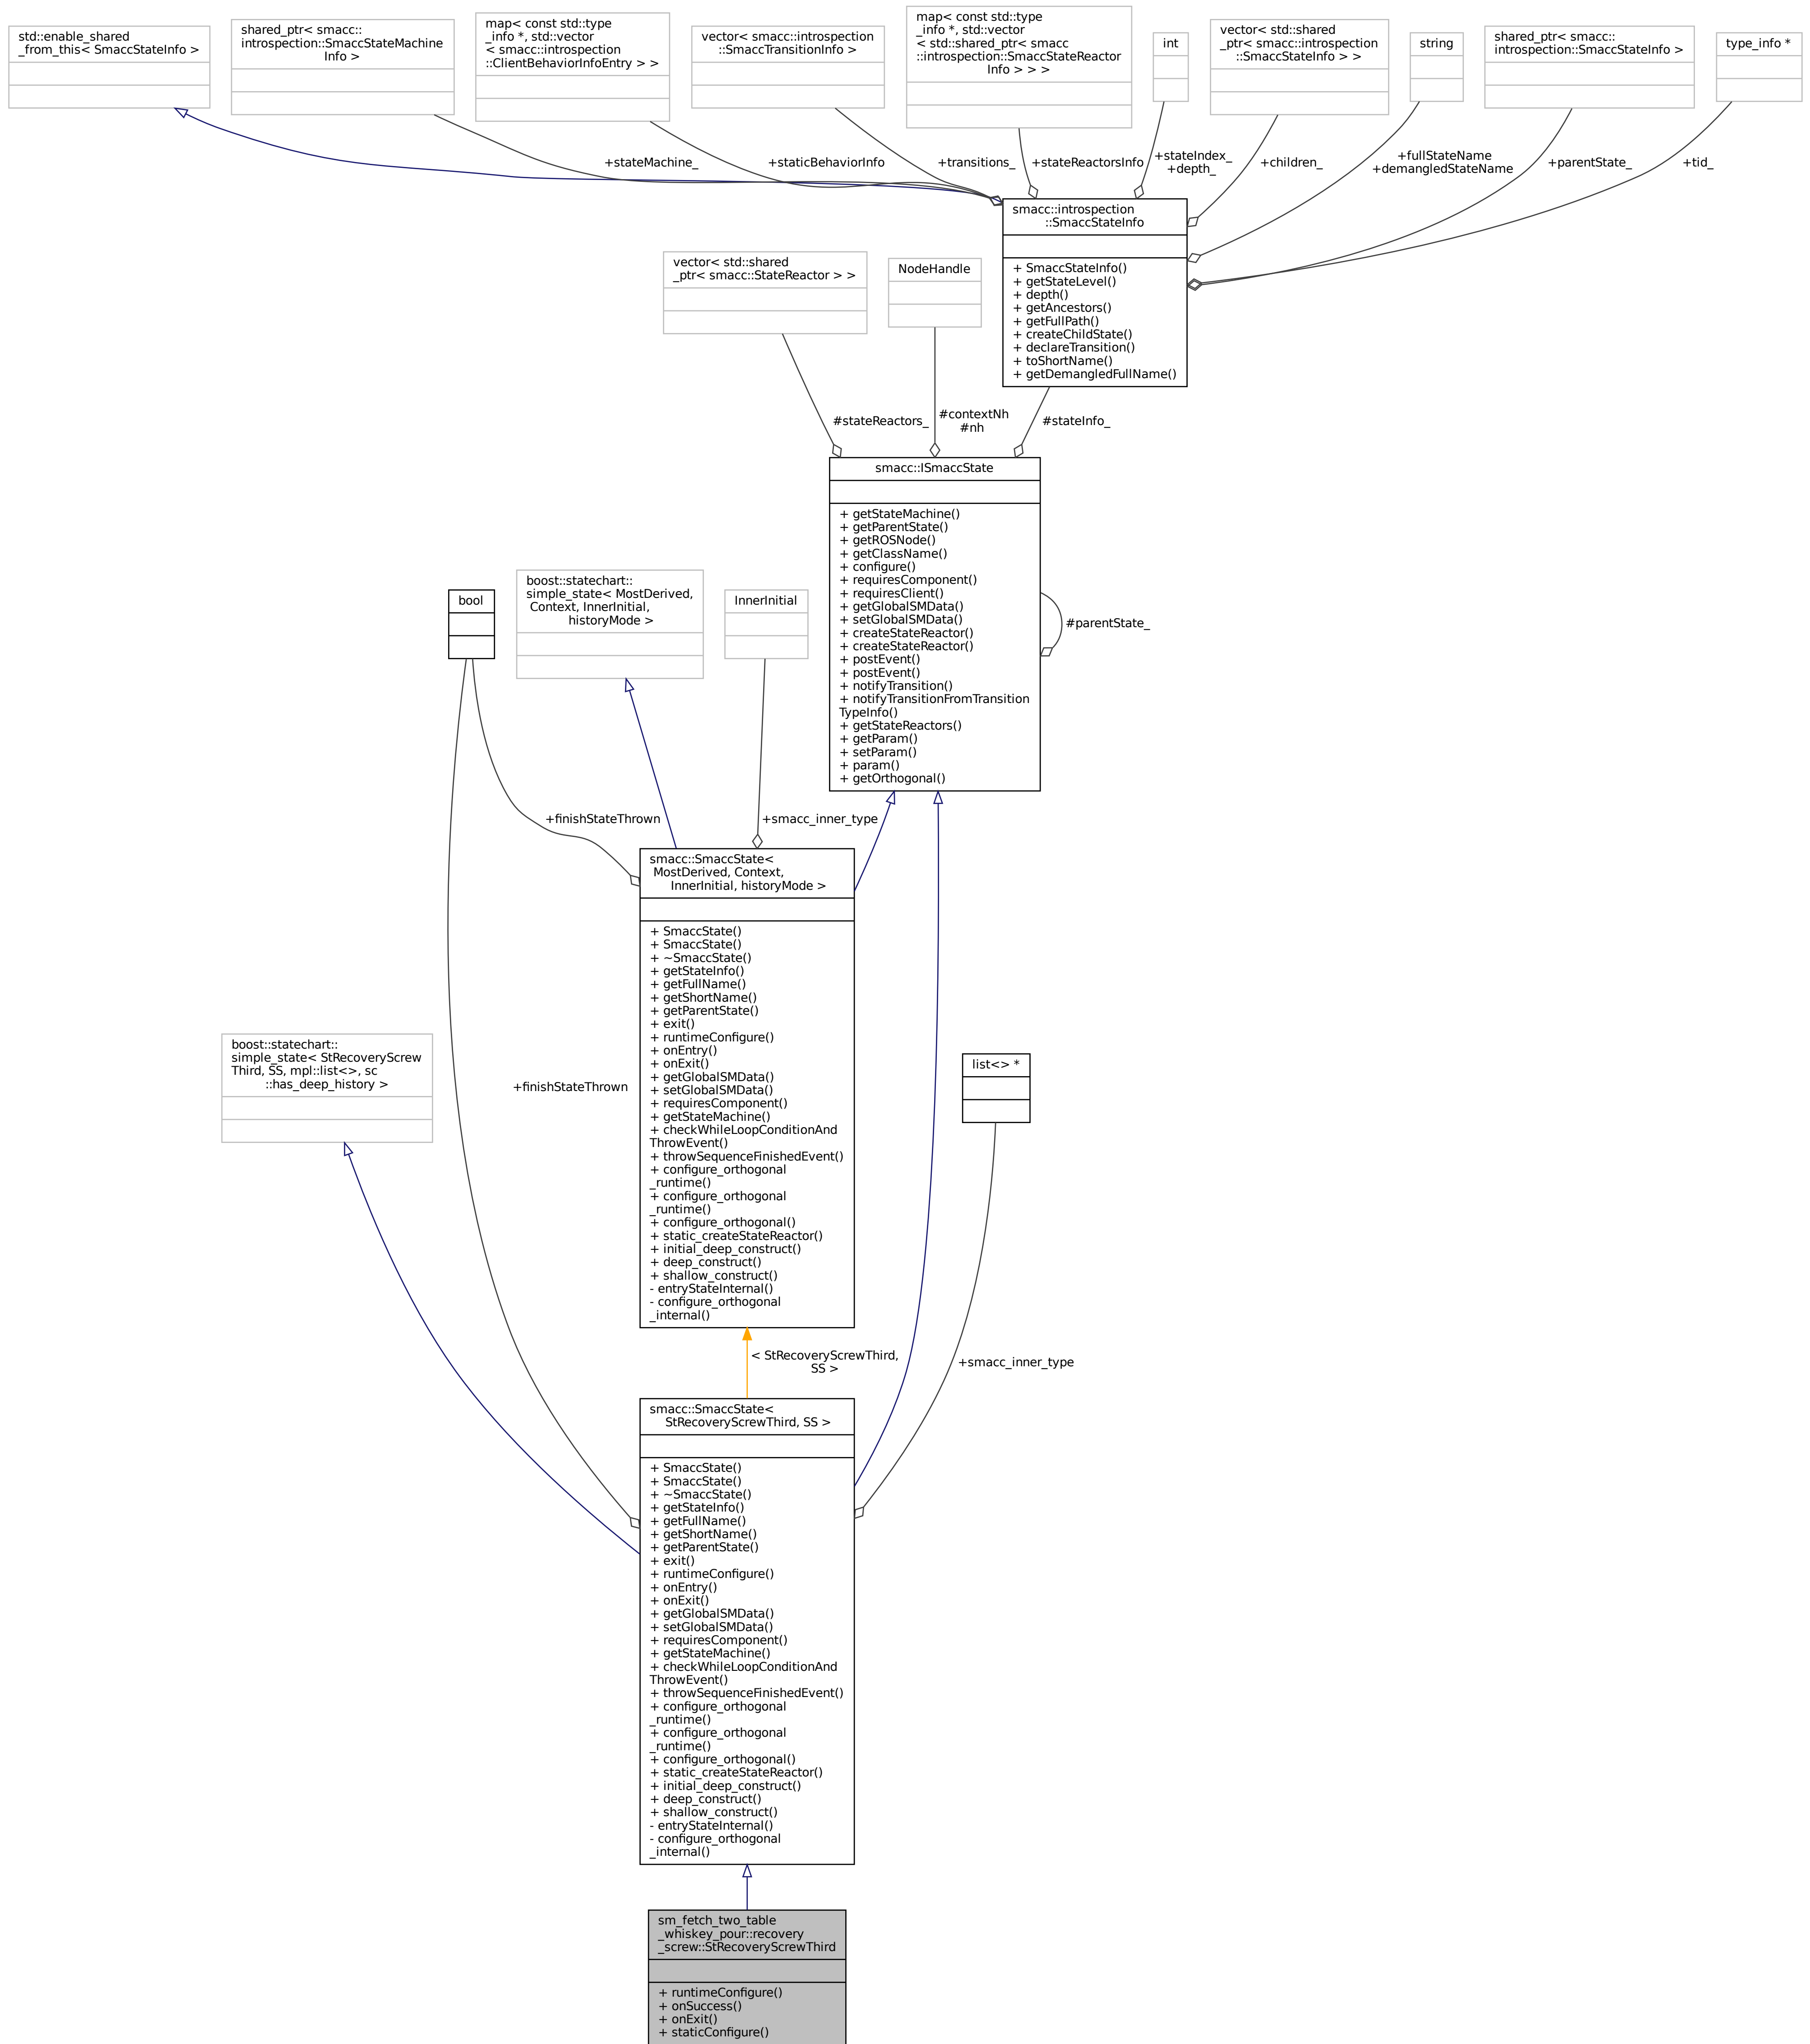 std::enable_shared
_from_this< SmaccStateInfo >
shared_ptr< smacc::
introspection::SmaccStateMachine
Info >
map< const std::type
_info *, std::vector
< smacc::introspection
::ClientBehaviorInfoEntry > >
vector< smacc::introspection
::SmaccTransitionInfo >
map< const std::type
_info *, std::vector
< std::shared_ptr< smacc
::introspection::SmaccStateReactor
Info > > >
int
vector< std::shared
_ptr< smacc::introspection
::SmaccStateInfo > >
string
shared_ptr< smacc::
introspection::SmaccStateInfo >
type_info *
+stateMachine_
+staticBehaviorInfo
+transitions_
+stateReactorsInfo
+stateIndex_
+depth_
+children_
+fullStateName
+demangledStateName
+parentState_
+tid_
smacc::introspection
::SmaccStateInfo
+ SmaccStateInfo()
+ getStateLevel()
+ depth()
+ getAncestors()
+ getFullPath()
+ createChildState()
+ declareTransition()
+ toShortName()
+ getDemangledFullName()
vector< std::shared
_ptr< smacc::StateReactor > >
NodeHandle
#stateReactors_
#contextNh
#nh
#stateInfo_
smacc::ISmaccState
+ getStateMachine()
+ getParentState()
+ getROSNode()
+ getClassName()
+ configure()
+ requiresComponent()
+ requiresClient()
+ getGlobalSMData()
+ setGlobalSMData()
+ createStateReactor()
+ createStateReactor()
+ postEvent()
+ postEvent()
+ notifyTransition()
+ notifyTransitionFromTransition
TypeInfo()
+ getStateReactors()
+ getParam()
+ setParam()
+ param()
+ getOrthogonal()
#parentState_
bool
boost::statechart::
simple_state< MostDerived,
Context, InnerInitial,
historyMode >
InnerInitial
+finishStateThrown
+smacc_inner_type
smacc::SmaccState<
MostDerived, Context,
InnerInitial, historyMode >
+ SmaccState()
+ SmaccState()
+ ~SmaccState()
+ getStateInfo()
+ getFullName()
+ getShortName()
+ getParentState()
+ exit()
+ runtimeConfigure()
+ onEntry()
+ onExit()
+ getGlobalSMData()
+ setGlobalSMData()
+ requiresComponent()
+ getStateMachine()
+ checkWhileLoopConditionAnd
ThrowEvent()
+ throwSequenceFinishedEvent()
+ configure_orthogonal
_runtime()
+ configure_orthogonal
_runtime()
+ configure_orthogonal()
+ static_createStateReactor()
+ initial_deep_construct()
+ deep_construct()
+ shallow_construct()
- entryStateInternal()
- configure_orthogonal
_internal()
boost::statechart::
simple_state< StRecoveryScrew
Third, SS, mpl::list<>, sc
::has_deep_history >
+finishStateThrown
list<> *
< StRecoveryScrewThird,
SS >
+smacc_inner_type
smacc::SmaccState<
StRecoveryScrewThird, SS >
+ SmaccState()
+ SmaccState()
+ ~SmaccState()
+ getStateInfo()
+ getFullName()
+ getShortName()
+ getParentState()
+ exit()
+ runtimeConfigure()
+ onEntry()
+ onExit()
+ getGlobalSMData()
+ setGlobalSMData()
+ requiresComponent()
+ getStateMachine()
+ checkWhileLoopConditionAnd
ThrowEvent()
+ throwSequenceFinishedEvent()
+ configure_orthogonal
_runtime()
+ configure_orthogonal
_runtime()
+ configure_orthogonal()
+ static_createStateReactor()
+ initial_deep_construct()
+ deep_construct()
+ shallow_construct()
- entryStateInternal()
- configure_orthogonal
_internal()
sm_fetch_two_table
_whiskey_pour::recovery
_screw::StRecoveryScrewThird
+ runtimeConfigure()
+ onSuccess()
+ onExit()
+ staticConfigure()